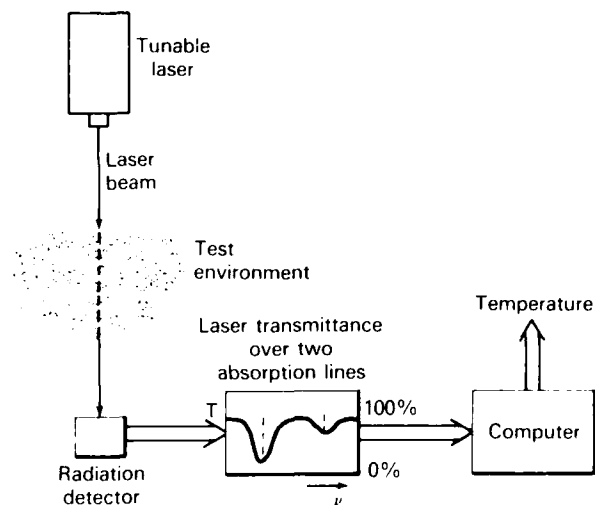 Tunable
laser
Laser
beam
Test
environment
Temperature
Laser transmittance
over two
absorption lines
T
100%
0%
ν
Computer
Radiation
detector